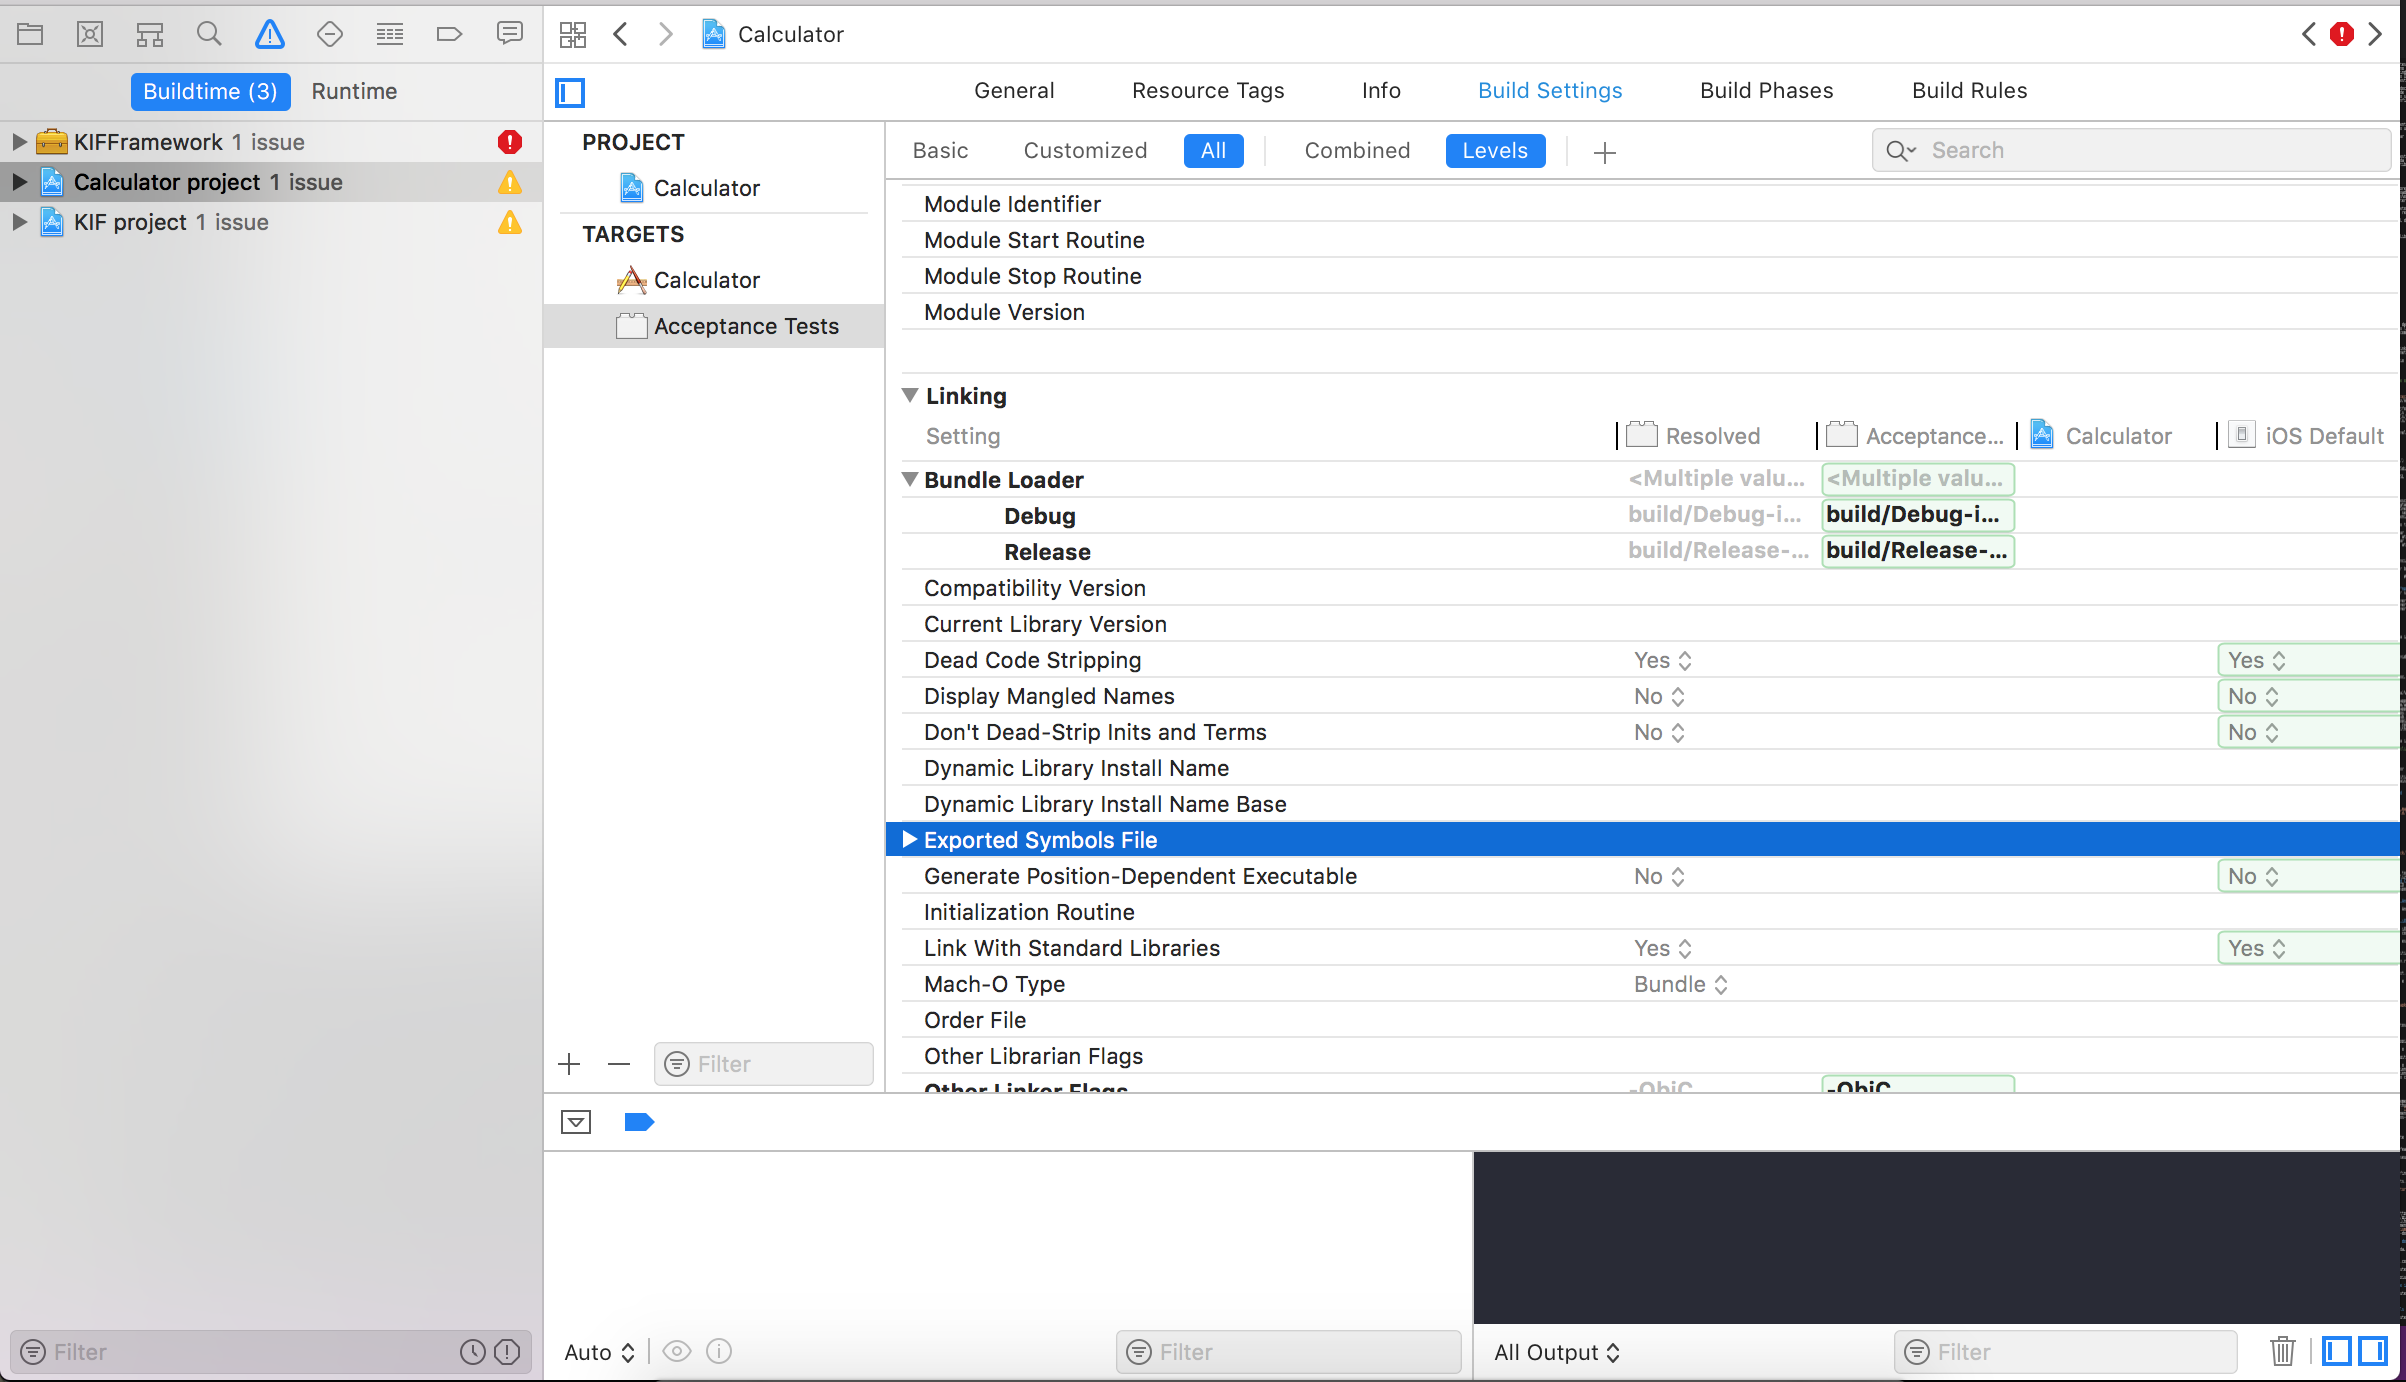 Calculator
Buildtime (3) Runtime
General Resource Tags Info Build Settings Build Phases Build Rules
KIFFramework 1 issue
Calculator project 1 issue
KIF project 1 issue
PROJECT
Calculator
TARGETS
Calculator
Acceptance Tests
Filter
Basic Customized All Combined Levels Search
Module Identifier
Module Start Routine
Module Stop Routine
Module Version
Linking
Setting Resolved Acceptance... Calculator iOS Default
Bundle Loader <Multiple valu... <Multiple valu...
Debug build/Debug-i... build/Debug-i...
Release build/Release-... build/Release-...
Compatibility Version
Current Library Version
Dead Code Stripping Yes Yes
Display Mangled Names No No
Don't Dead-Strip Inits and Terms No No
Dynamic Library Install Name
Dynamic Library Install Name Base
Exported Symbols File
Generate Position-Dependent Executable No No
Initialization Routine
Link With Standard Libraries Yes Yes
Mach-O Type Bundle
Order File
Other Librarian Flags
Other Linker Flags -ObjC -ObjC
Filter
Auto Filter
All Output Filter